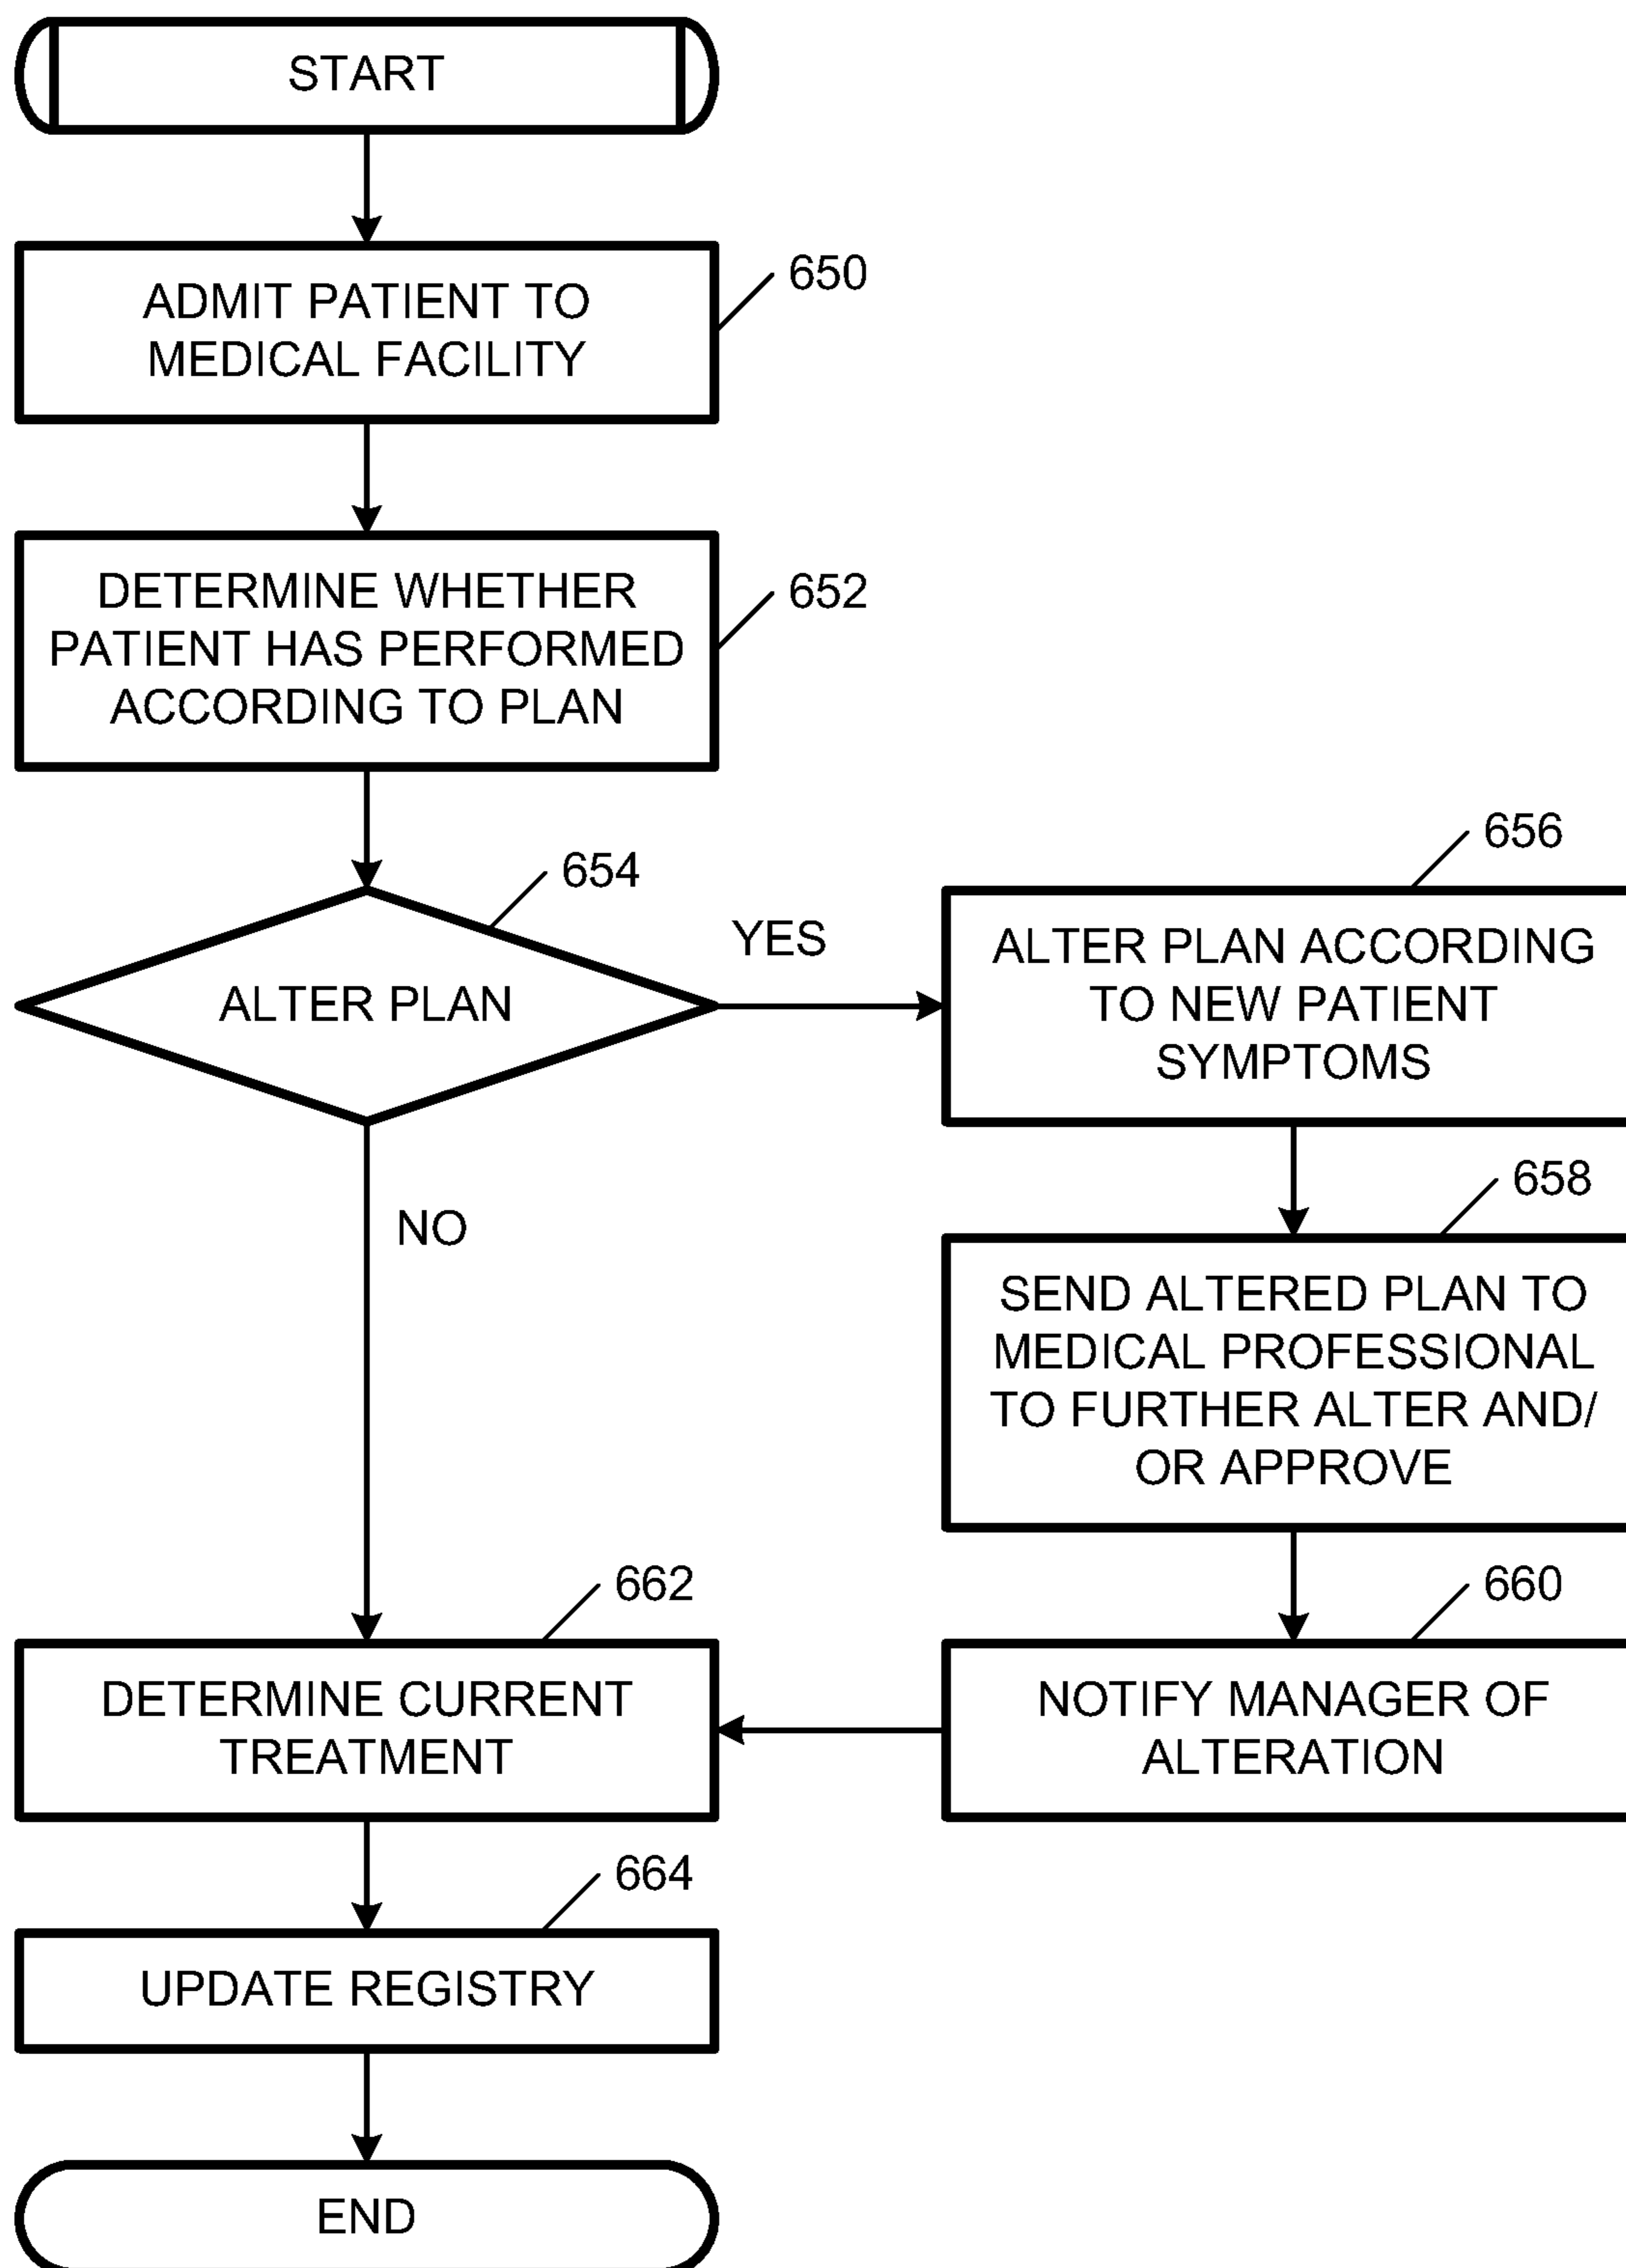 START
ADMIT PATIENT TO
MEDICAL FACILITY
650
DETERMINE WHETHER
PATIENT HAS PERFORMED
ACCORDING TO PLAN
652
654
ALTER PLAN
YES
NO
656
ALTER PLAN ACCORDING
TO NEW PATIENT
SYMPTOMS
658
SEND ALTERED PLAN TO
MEDICAL PROFESSIONAL
TO FURTHER ALTER AND/
OR APPROVE
660
NOTIFY MANAGER OF
ALTERATION
662
DETERMINE CURRENT
TREATMENT
664
UPDATE REGISTRY
END